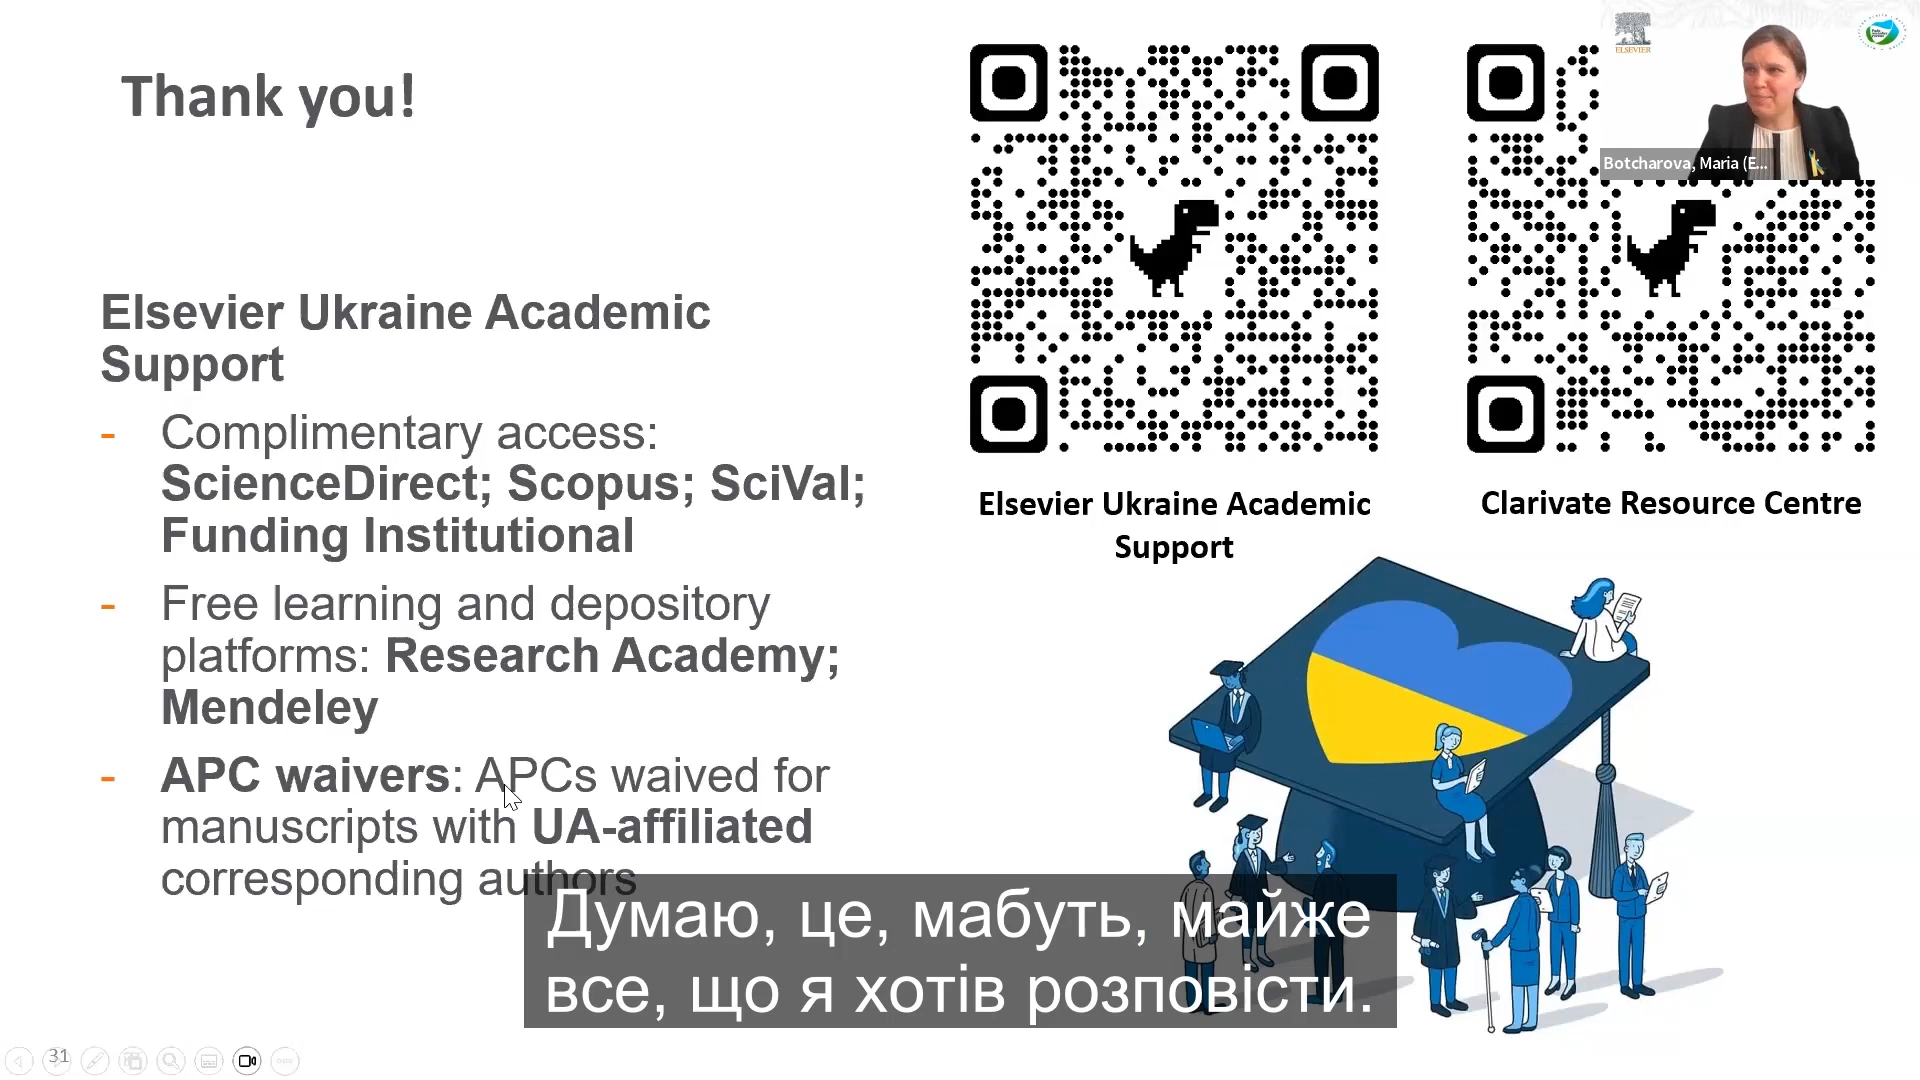 Thank you!
ELSEVIER
Botcharova, Maria (E...
Elsevier Ukraine Academic
Support
- Complimentary access:
ScienceDirect; Scopus; SciVal;
Funding Institutional
- Free learning and depository
platforms: Research Academy;
Mendeley
- APC waivers: APCs waived for
manuscripts with UA-affiliated
corresponding authors
Elsevier Ukraine Academic
Support
Clarivate Resource Centre
Думаю, це, мабуть, майже
все, що я хотів розповісти.
31